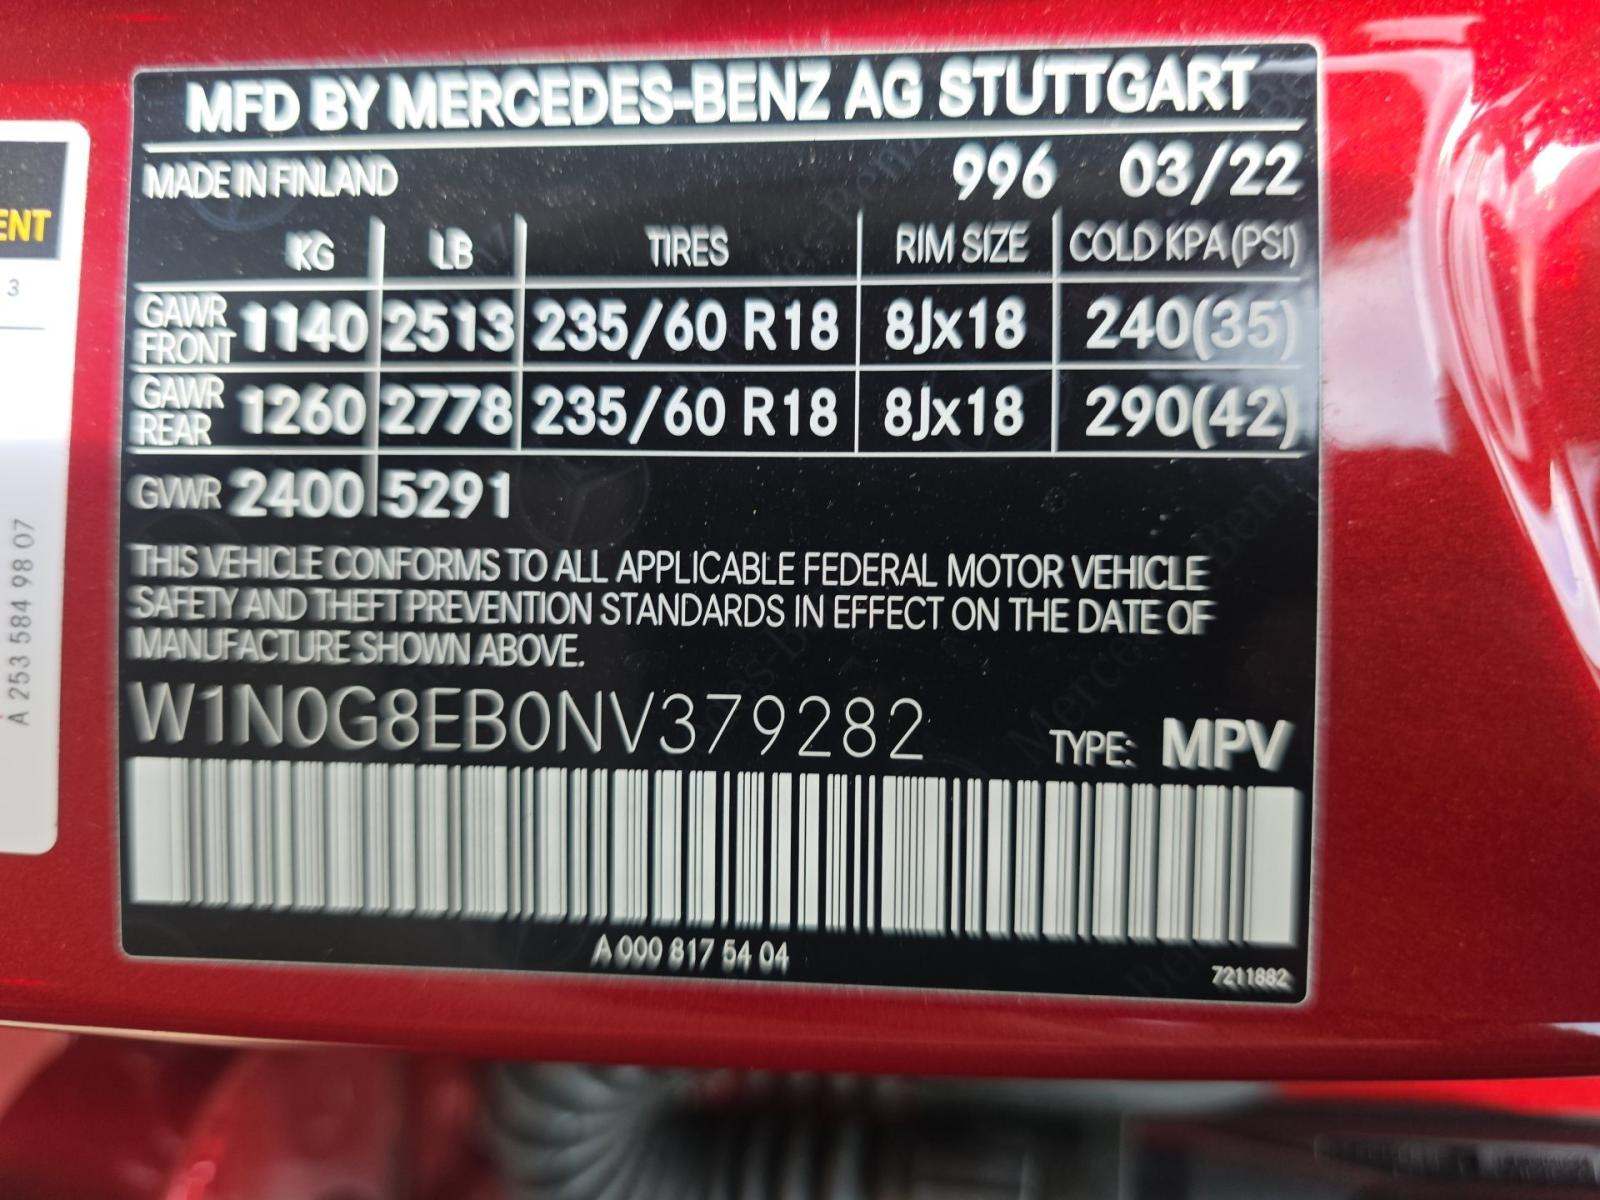 MFD BY MERCEDES-BENZ AG STUTTGART
MADE IN FINLAND 996 03/22
KG LB TIRES RIM SIZE COLD KPA (PSI)
GAWR FRONT 1140 2513 235/60 R18 8Jx18 240(35)
GAWR REAR 1260 2778 235/60 R18 8Jx18 290(42)
GVWR 2400 5291
THIS VEHICLE CONFORMS TO ALL APPLICABLE FEDERAL MOTOR VEHICLE
SAFETY AND THEFT PREVENTION STANDARDS IN EFFECT ON THE DATE OF
MANUFACTURE SHOWN ABOVE.
W1N0G8EB0NV379282 TYPE: MPV
A 000 817 54 04
7211882
ENT
3
A 253 584 98 07